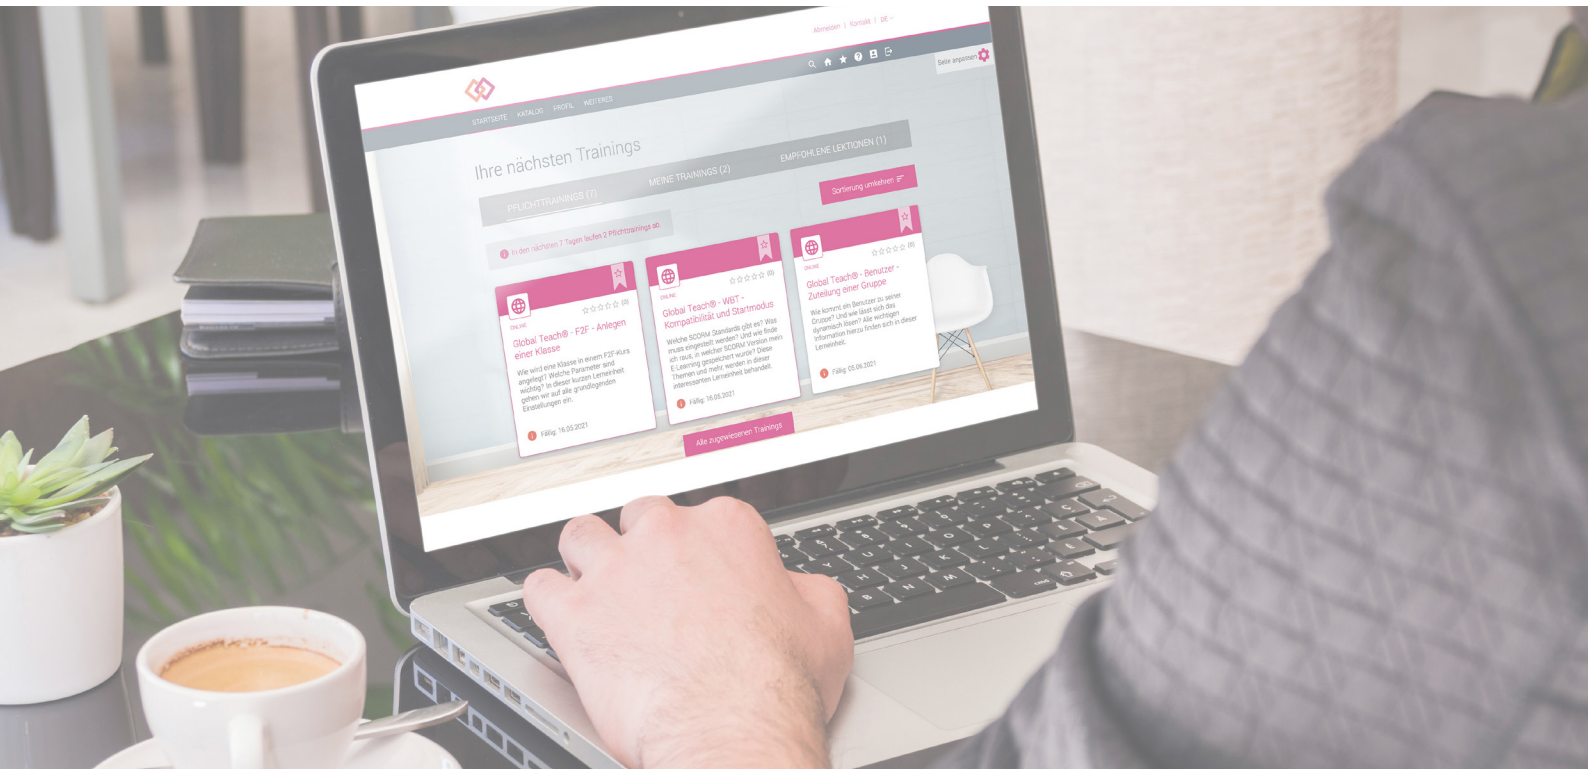 Abmelden | Kontakt | DE
STARTSEITE KATALOG PROFIL WEITERES
Seite anpassen
Ihre nächsten Trainings
PFLICHTTRAININGS (7) MEINE TRAININGS (2) EMPFOHLENE LEKTIONEN (1)
Sortierung umkehren
In den nächsten 7 Tagen laufen 2 Pflichttrainings ab.
ONLINE
(0)
Global Teach® - F2F - Anlegen
einer Klasse
Wie wird eine Klasse in einem F2F-Kurs
angelegt? Welche Parameter sind
wichtig? In dieser kurzen Lerneinheit
gehen wir auf alle grundlegenden
Einstellungen ein.
Fällig: 16.05.2021
ONLINE
(0)
Global Teach® - WBT -
Kompatibilität und Startmodus
Welche SCORM Standards gibt es? Was
muss eingestellt werden? Und wie finde
ich raus, in welcher SCORM Version mein
E-Learning gespeichert wurde? Diese
Themen und mehr, werden in dieser
interessanten Lerneinheit behandelt.
Fällig: 16.05.2021
ONLINE
(0)
Global Teach® - Benutzer -
Zuteilung einer Gruppe
Wie kommt ein Benutzer zu seiner
Gruppe? Und wie lässt sich das
dynamisch lösen? Alle wichtigen
Information hierzu finden sich in dieser
Lerneinheit.
Fällig: 05.06.2021
Alle zugewiesenen Trainings